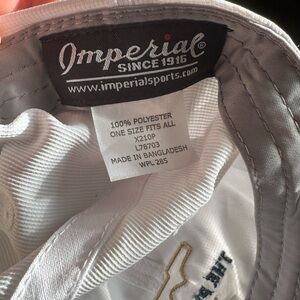 Imperial®
SINCE 1916
www.imperialsports.com
100% POLYESTER
ONE SIZE FITS ALL
X210P
L78703
MADE IN BANGLADESH
WPL 285
THE